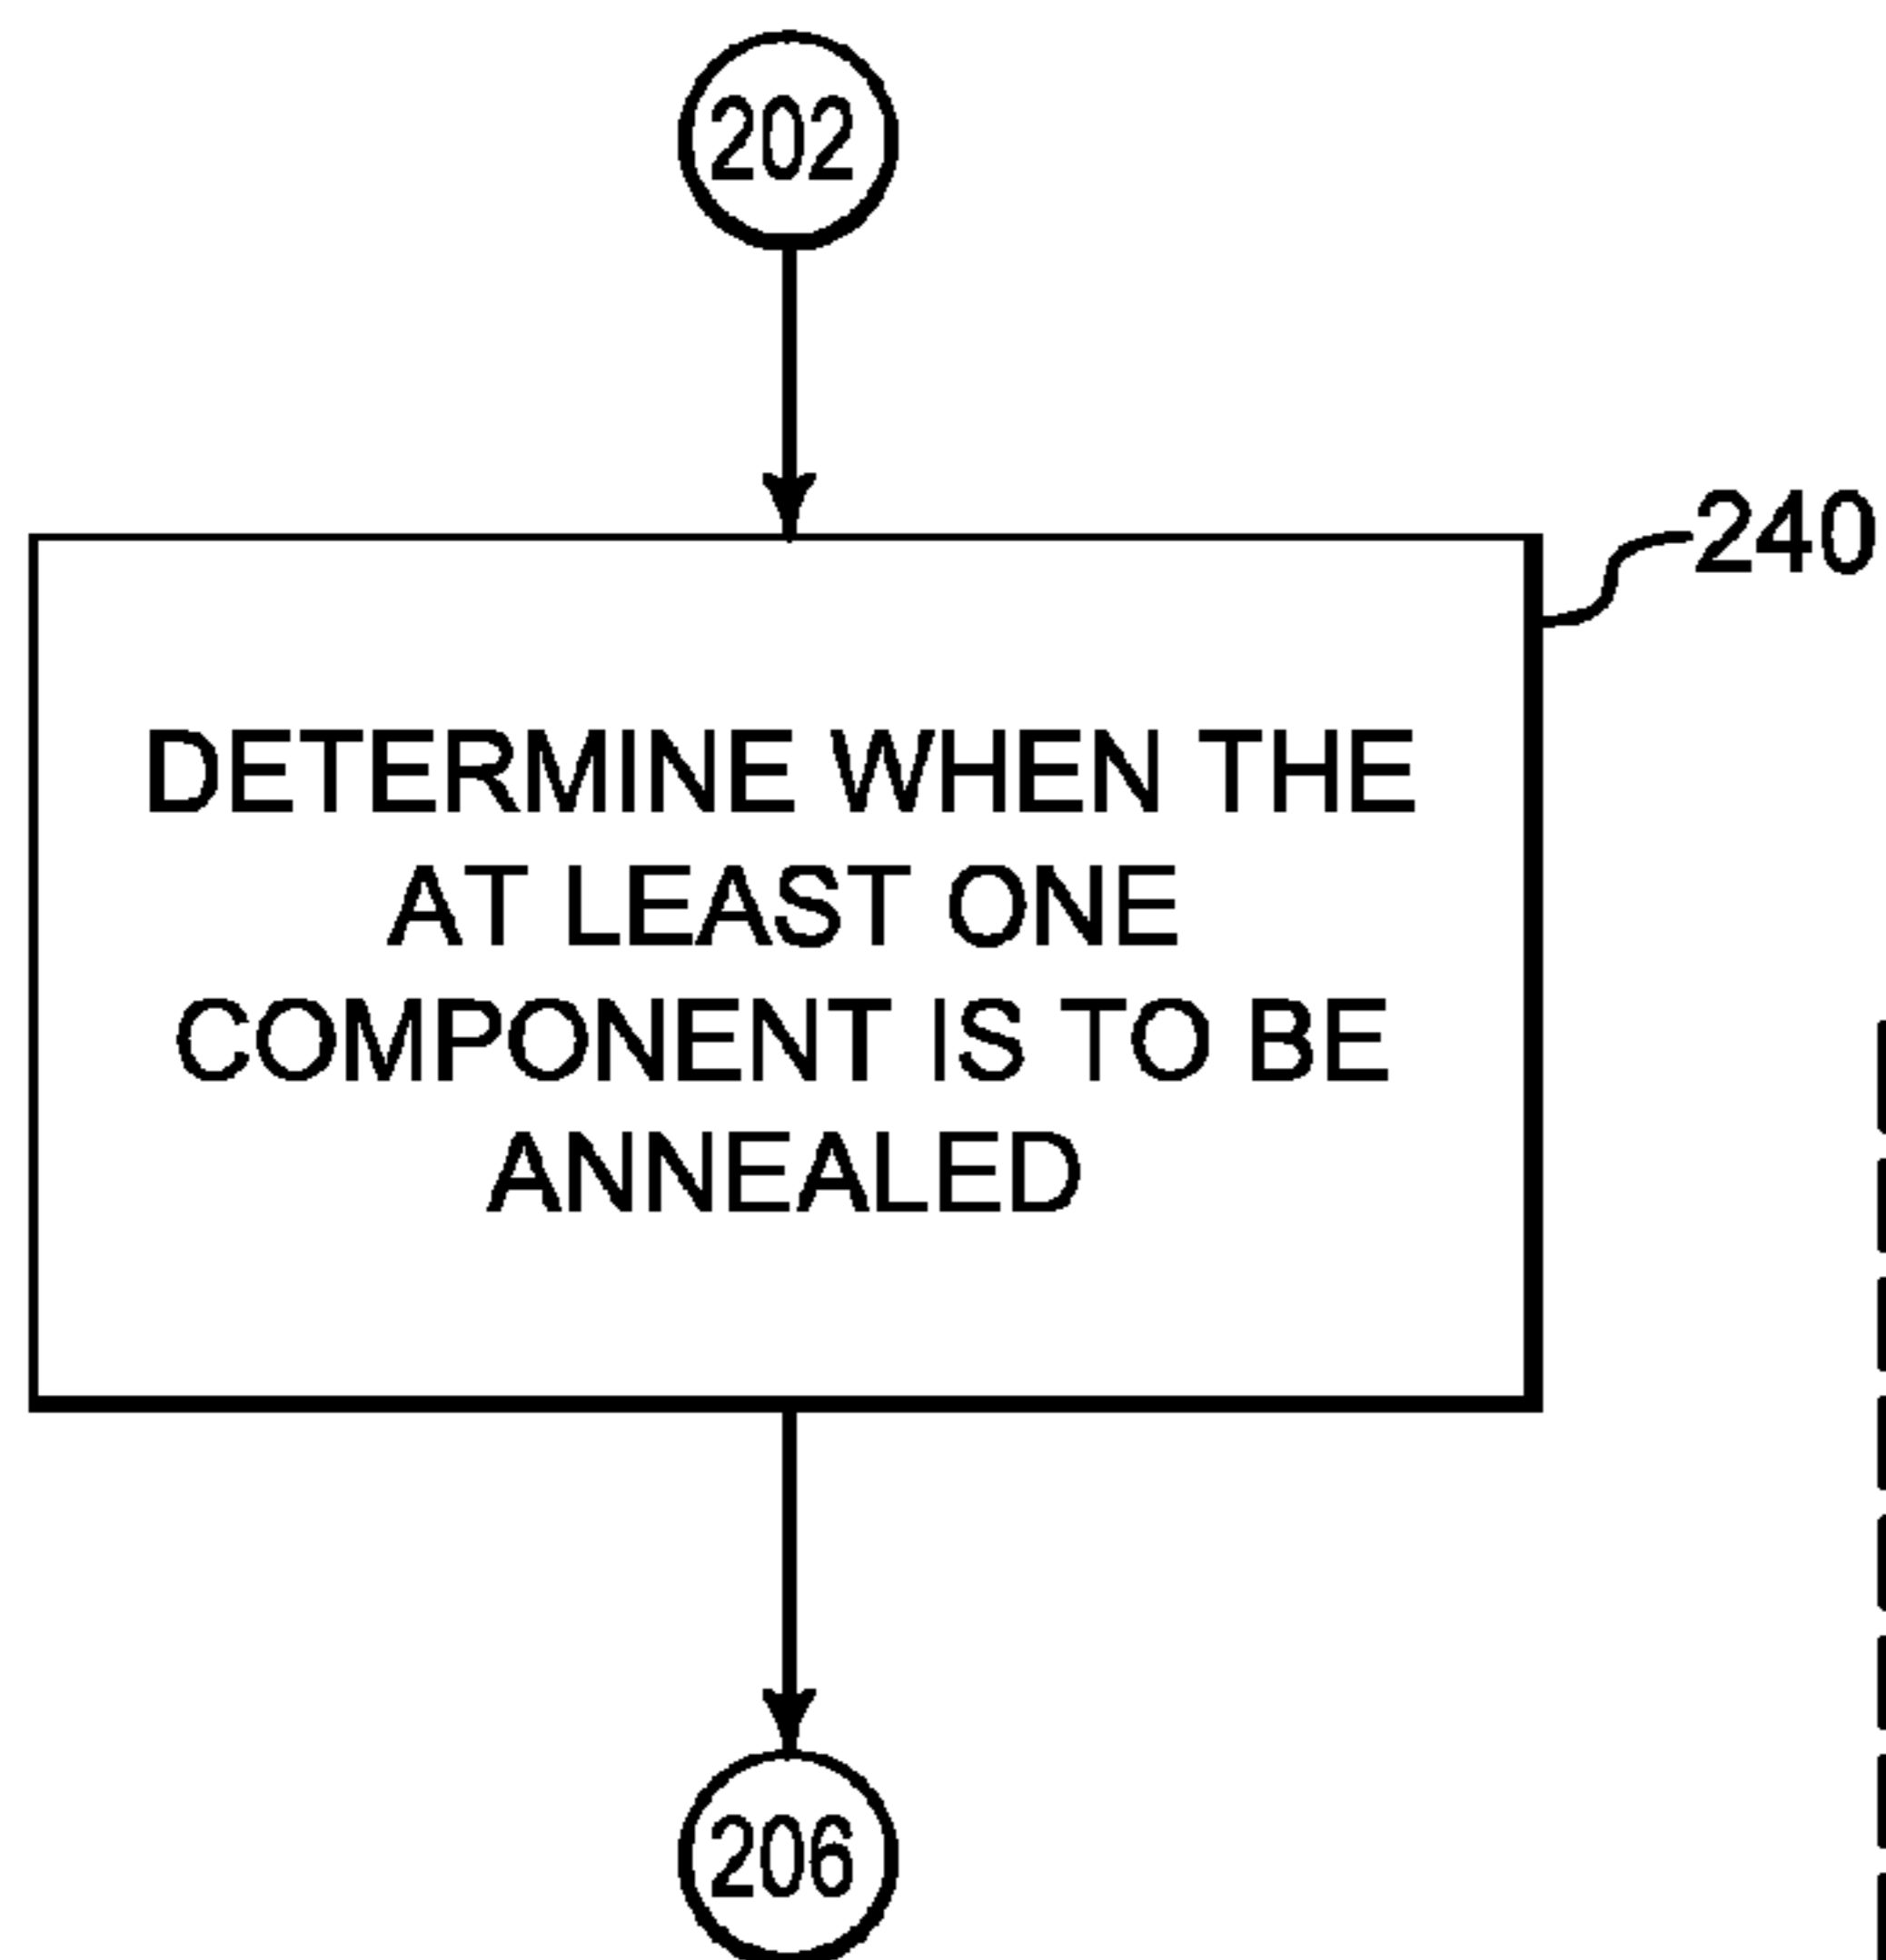 202
240
DETERMINE WHEN THE
AT LEAST ONE
COMPONENT IS TO BE
ANNEALED
206